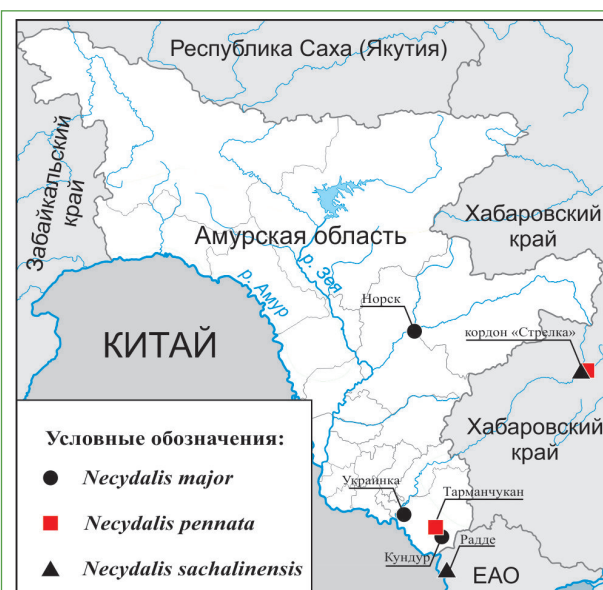 Республика Саха (Якутия)
Забайкальский
край
Хабаровский
край
Амурская область
р. Зея
р. Амур
Норск
кордон «Стрелка»
КИТАЙ
Хабаровский
край
Условные обозначения:
Necydalis major
Necydalis pennata
Necydalis sachalinensis
Украинка
Тарманчукан
Кундур
Радде
ЕАО